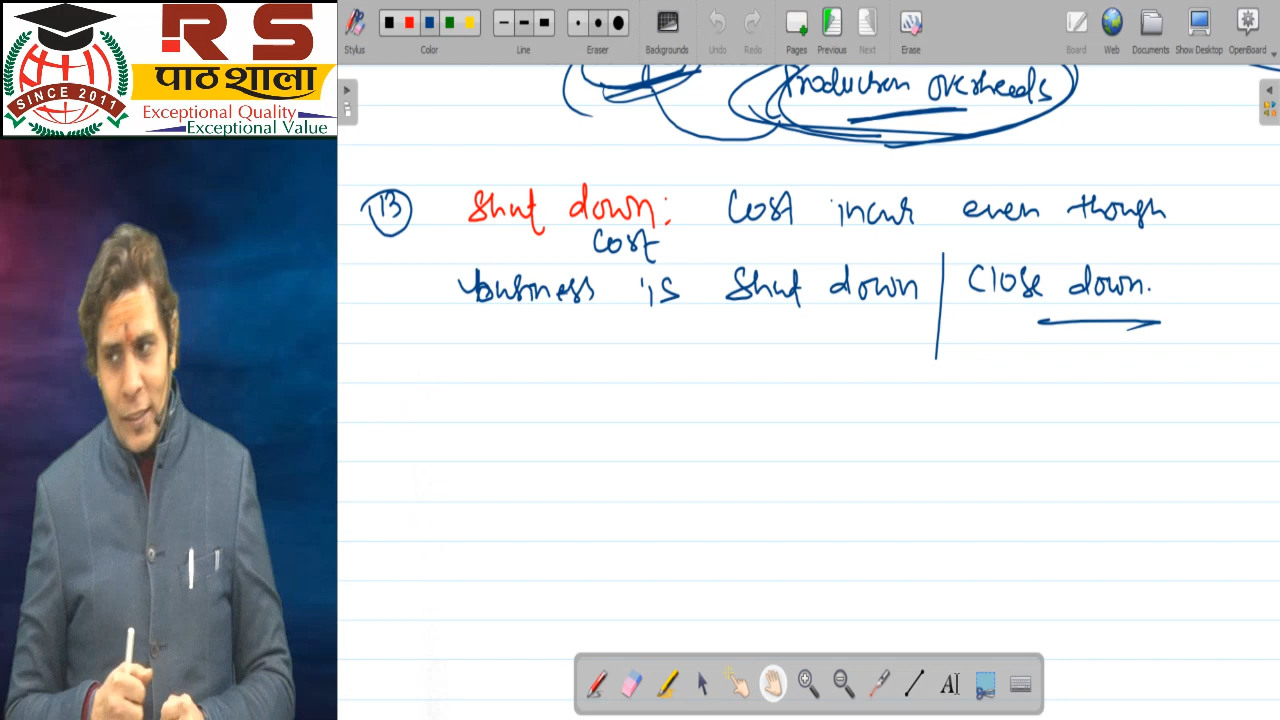 RS
पाठशाला
SINCE 2011
Exceptional Quality
Exceptional Value
Stylus
Color
Line
Eraser
Backgrounds
Undo
Redo
Pages
Previous
Next
Erase
Board
Web
Documents
Show Desktop
OpenBoard
Production overheads
13 Shut down: Cost incur even though
Cost
business is Shut down | Close down.